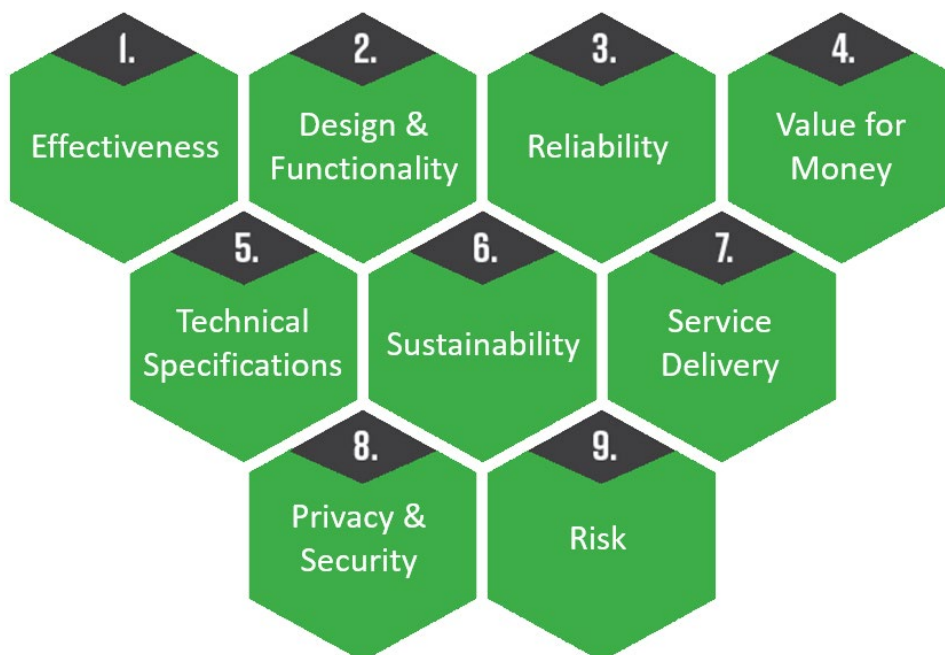 1.
Effectiveness
2.
Design &
Functionality
3.
Reliability
4.
Value for
Money
5.
Technical
Specifications
6.
Sustainability
7.
Service
Delivery
8.
Privacy &
Security
9.
Risk